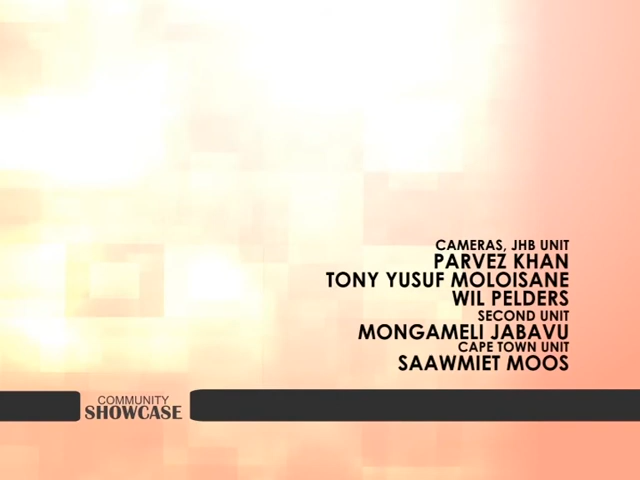 CAMERAS, JHB UNIT
PARVEZ KHAN
TONY YUSUF MOLOISANE
WIL PELDERS
SECOND UNIT
MONGAMELI JABAVU
CAPE TOWN UNIT
SAAWMIET MOOS
COMMUNITY
SHOWCASE